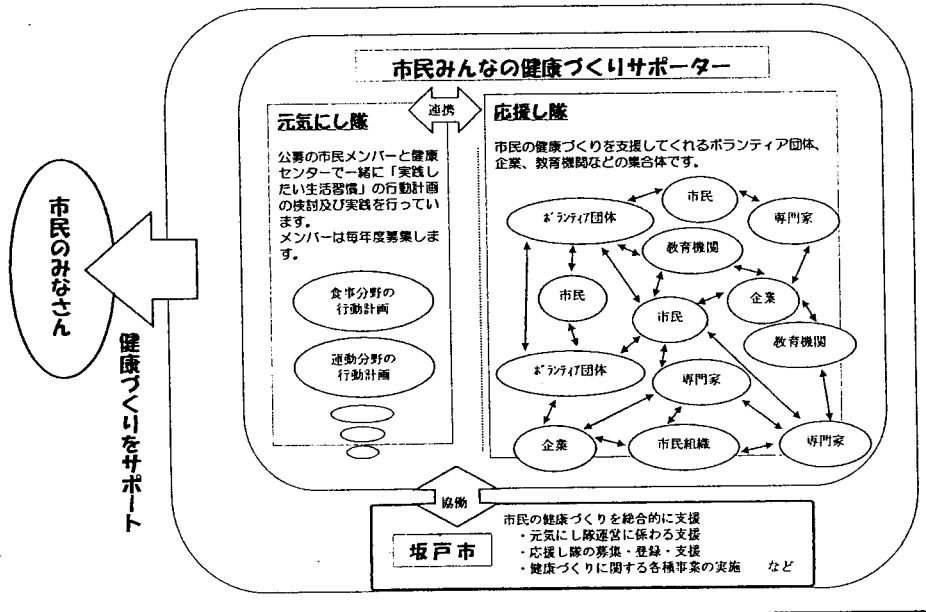 市民みんなの健康づくりサポーター
連携
元気にし隊
公募の市民メンバーと健康
センターで一緒に「実践し
たい生活習慣」の行動計画
の検討及び実践を行ってい
ます。
メンバーは毎年度募集しま
す。
食事分野の
行動計画
運動分野の
行動計画
応援し隊
市民の健康づくりを支援してくれるボランティア団体、
企業、教育機関などの集合体です。
市民
ボランティア団体
専門家
教育機関
市民
企業
市民
教育機関
ボランティア団体
専門家
企業
市民組織
専門家
市民のみなさん
健康づくりをサポート
協働
坂戸市
市民の健康づくりを総合的に支援
・元気にし隊運営に係わる支援
・応援し隊の募集・登録・支援
・健康づくりに関する各種事業の実施 など